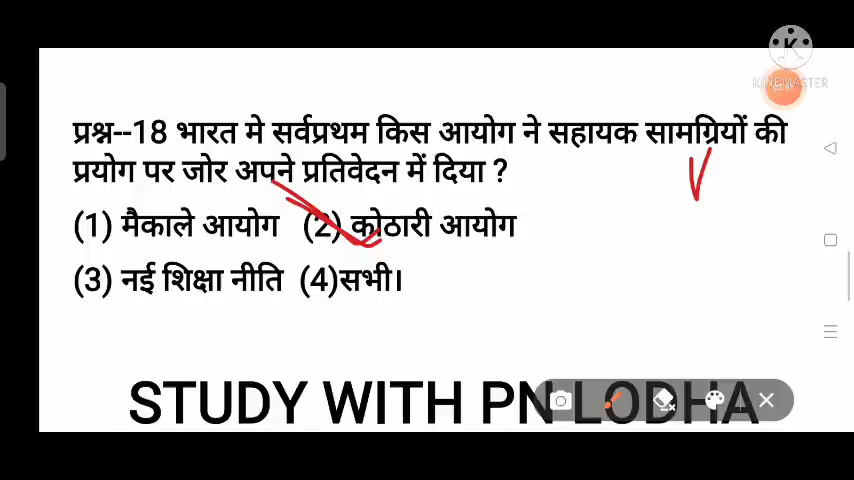 KINEMASTER
प्रश्न--18 भारत मे सर्वप्रथम किस आयोग ने सहायक सामग्रियों की
प्रयोग पर जोर अपने प्रतिवेदन में दिया ?
(1) मैकाले आयोग (2) कोठारी आयोग
(3) नई शिक्षा नीति (4)सभी।
STUDY WITH PN LODHA